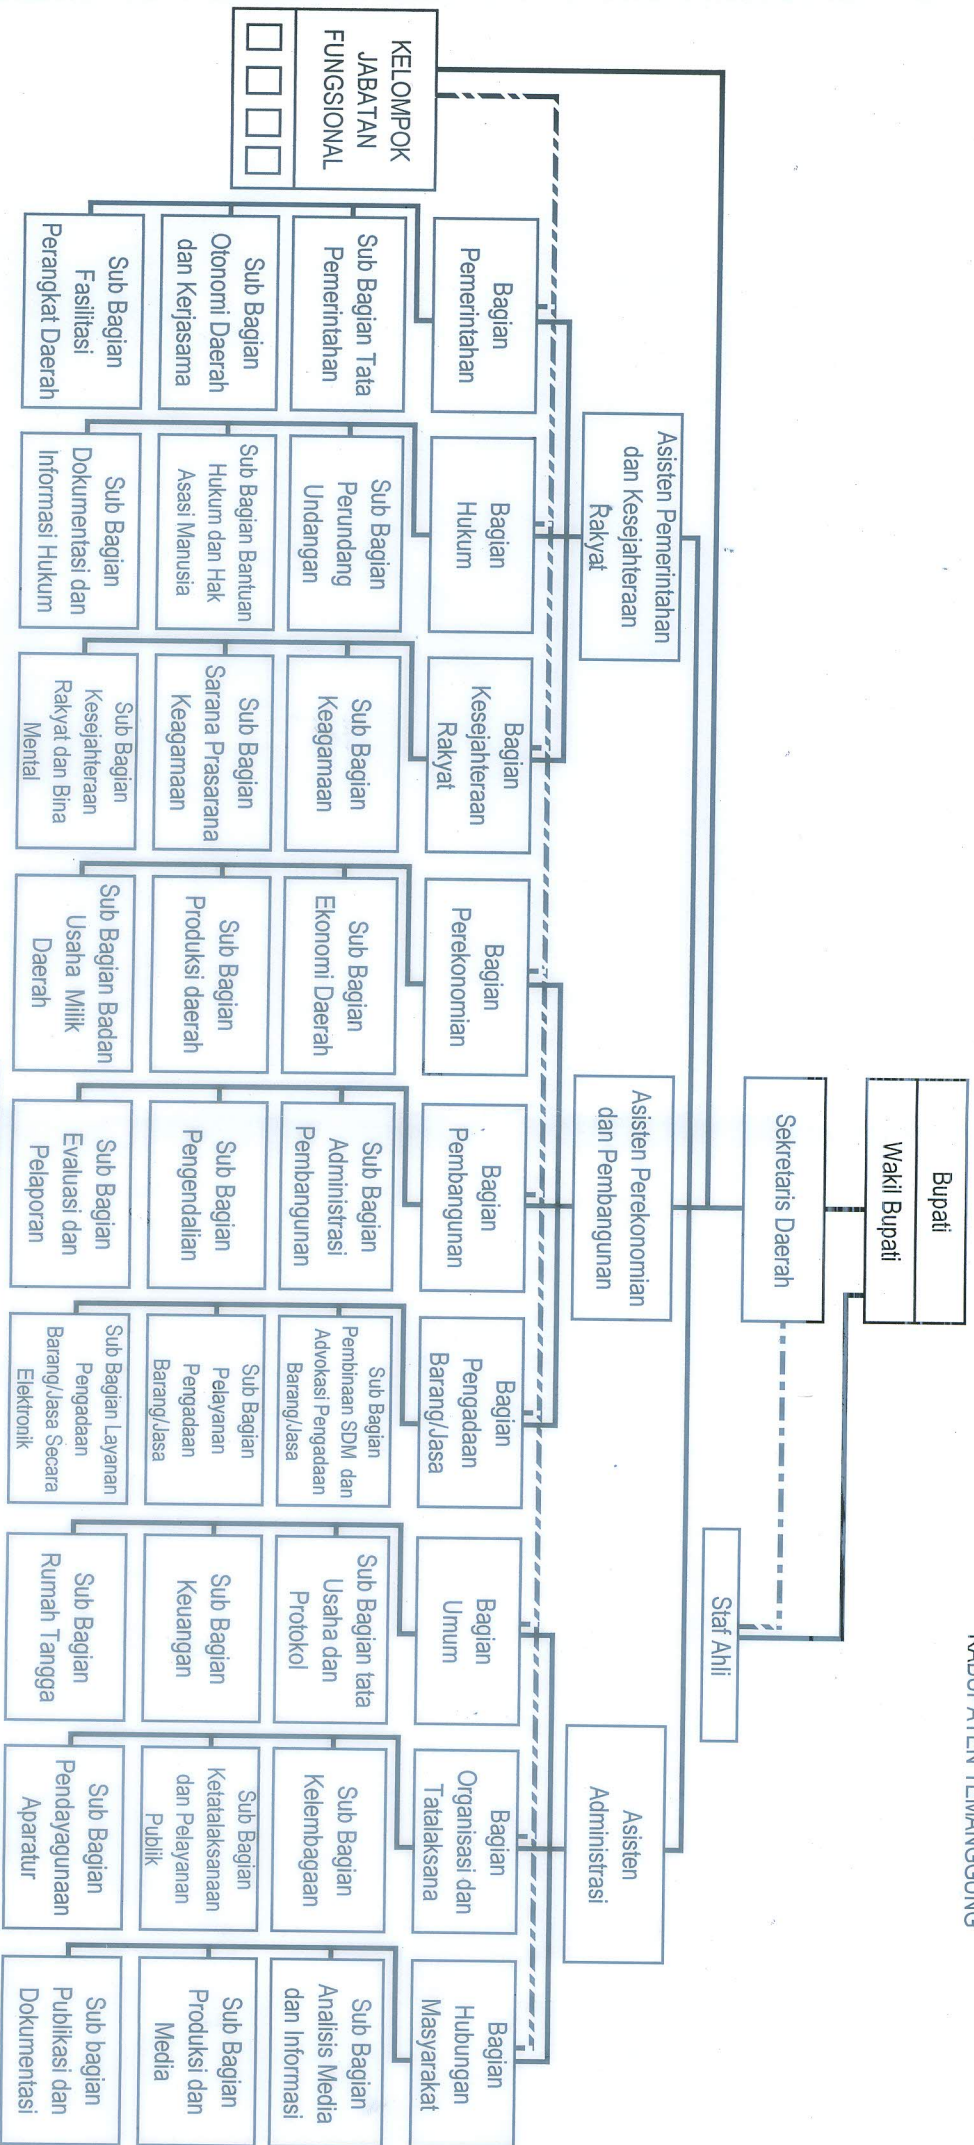 KABUPATEN TEMANGGUNG
Bupati
Wakil Bupati
Sekretaris Daerah
Staf Ahli
Asisten Pemerintahan
dan Kesejahteraan
Rakyat
Asisten Perekonomian
dan Pembangunan
Asisten
Administrasi
KELOMPOK
JABATAN
FUNGSIONAL
Bagian
Pemerintahan
Bagian
Hukum
Bagian
Kesejahteraan
Rakyat
Bagian
Perekonomian
Bagian
Pembangunan
Bagian
Pengadaan
Barang/Jasa
Bagian
Umum
Bagian
Organisasi dan
Tatalaksana
Bagian
Hubungan
Masyarakat
Sub Bagian Tata
Pemerintahan
Sub Bagian
Perundang
Undangan
Sub Bagian
Keagamaan
Sub Bagian
Ekonomi Daerah
Sub Bagian
Administrasi
Pembangunan
Sub Bagian
Pembinaan SDM dan
Advokasi Pengadaan
Barang/Jasa
Sub Bagian tata
Usaha dan
Protokol
Sub Bagian
Kelembagaan
Sub Bagian
Analisis Media
dan Informasi
Sub Bagian
Otonomi Daerah
dan Kerjasama
Sub Bagian Bantuan
Hukum dan Hak
Asasi Manusia
Sub Bagian
Sarana Prasarana
Keagamaan
Sub Bagian
Produksi daerah
Sub Bagian
Pengendalian
Sub Bagian
Pelayanan
Pengadaan
Barang/Jasa
Sub Bagian
Keuangan
Sub Bagian
Ketatalaksanaan
dan Pelayanan
Publik
Sub Bagian
Produksi dan
Media
Sub Bagian
Fasilitasi
Perangkat Daerah
Sub Bagian
Dokumentasi dan
Informasi Hukum
Sub Bagian
Kesejahteraan
Rakyat dan Bina
Mental
Sub Bagian Badan
Usaha Milik
Daerah
Sub Bagian
Evaluasi dan
Pelaporan
Sub Bagian Layanan
Pengadaan
Barang/Jasa Secara
Elektronik
Sub Bagian
Rumah Tangga
Sub Bagian
Pendayagunaan
Aparatur
Sub bagian
Publikasi dan
Dokumentasi